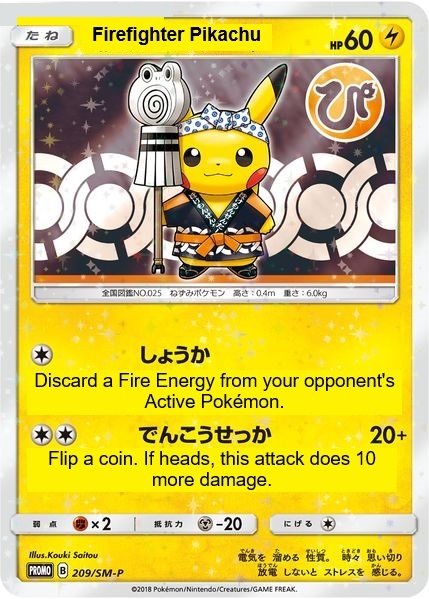 たね Firefighter Pikachu HP60
ぴ
全国図鑑NO.025 ねずみポケモン 高さ:0.4m 重さ:6.0kg
しょうか
Discard a Fire Energy from your opponent's
Active Pokémon.
でんこうせっか 20+
Flip a coin. If heads, this attack does 10
more damage.
弱点 ×2 抵抗力 -20 にげる
Illus.Kouki Saitou
PROMO B 209/SM-P
電気を 溜める 性質。 時々 思い切り
放電 しないと ストレスを 感じる。
©2018 Pokémon/Nintendo/Creatures/GAME FREAK.